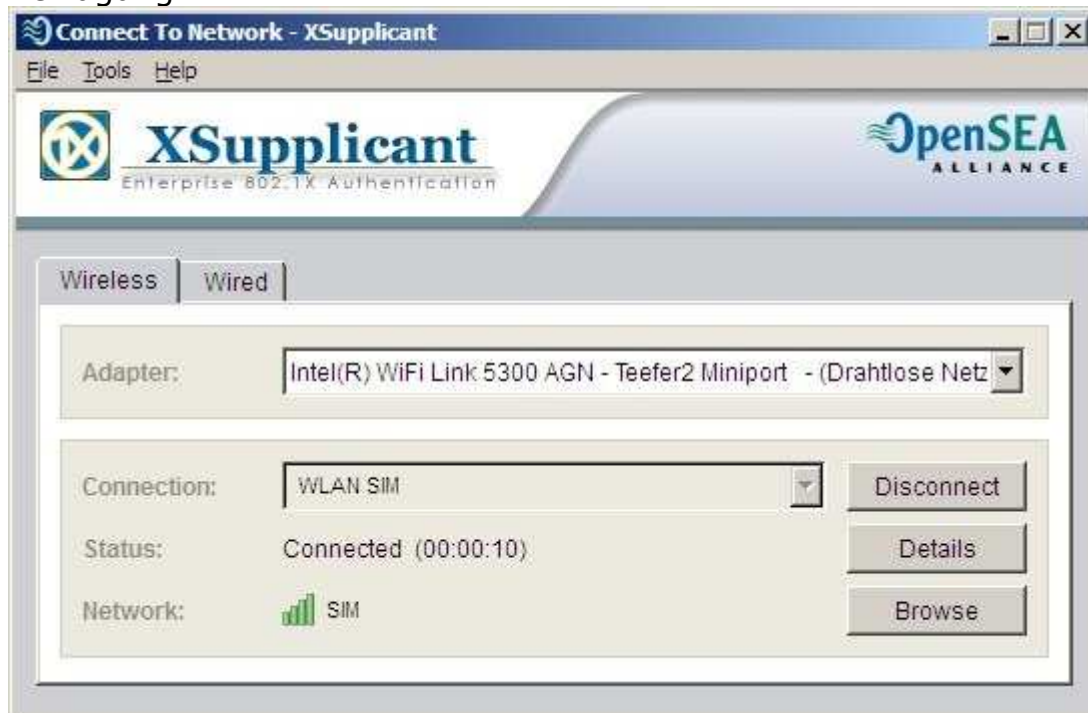 Connect To Network - XSupplicant
File Tools Help
XSupplicant
Enterprise 802.1X Authentication
OpenSEA
ALLIANCE
Wireless Wired
Adapter: Intel(R) WiFi Link 5300 AGN - Teefer2 Miniport - (Drahtlose Netz
Connection: WLAN SIM Disconnect
Status: Connected (00:00:10) Details
Network: SIM Browse